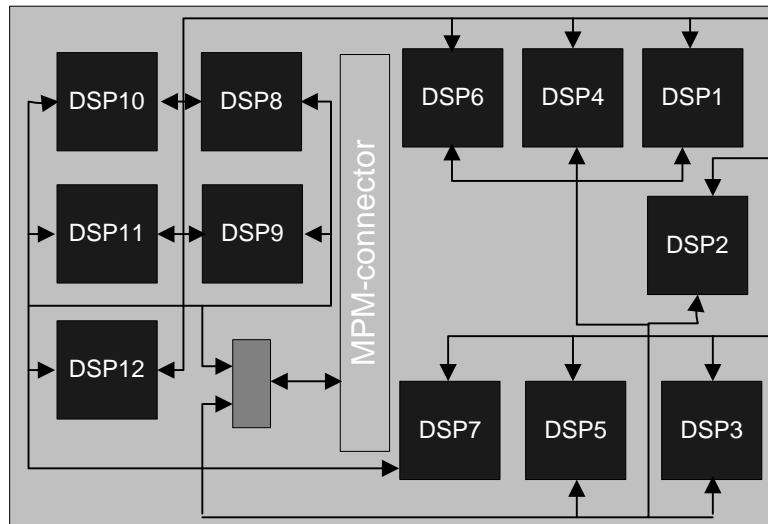 DSP10
DSP8
DSP6
DSP4
DSP1
DSP11
DSP9
MPM-connector
DSP2
DSP12
DSP7
DSP5
DSP3